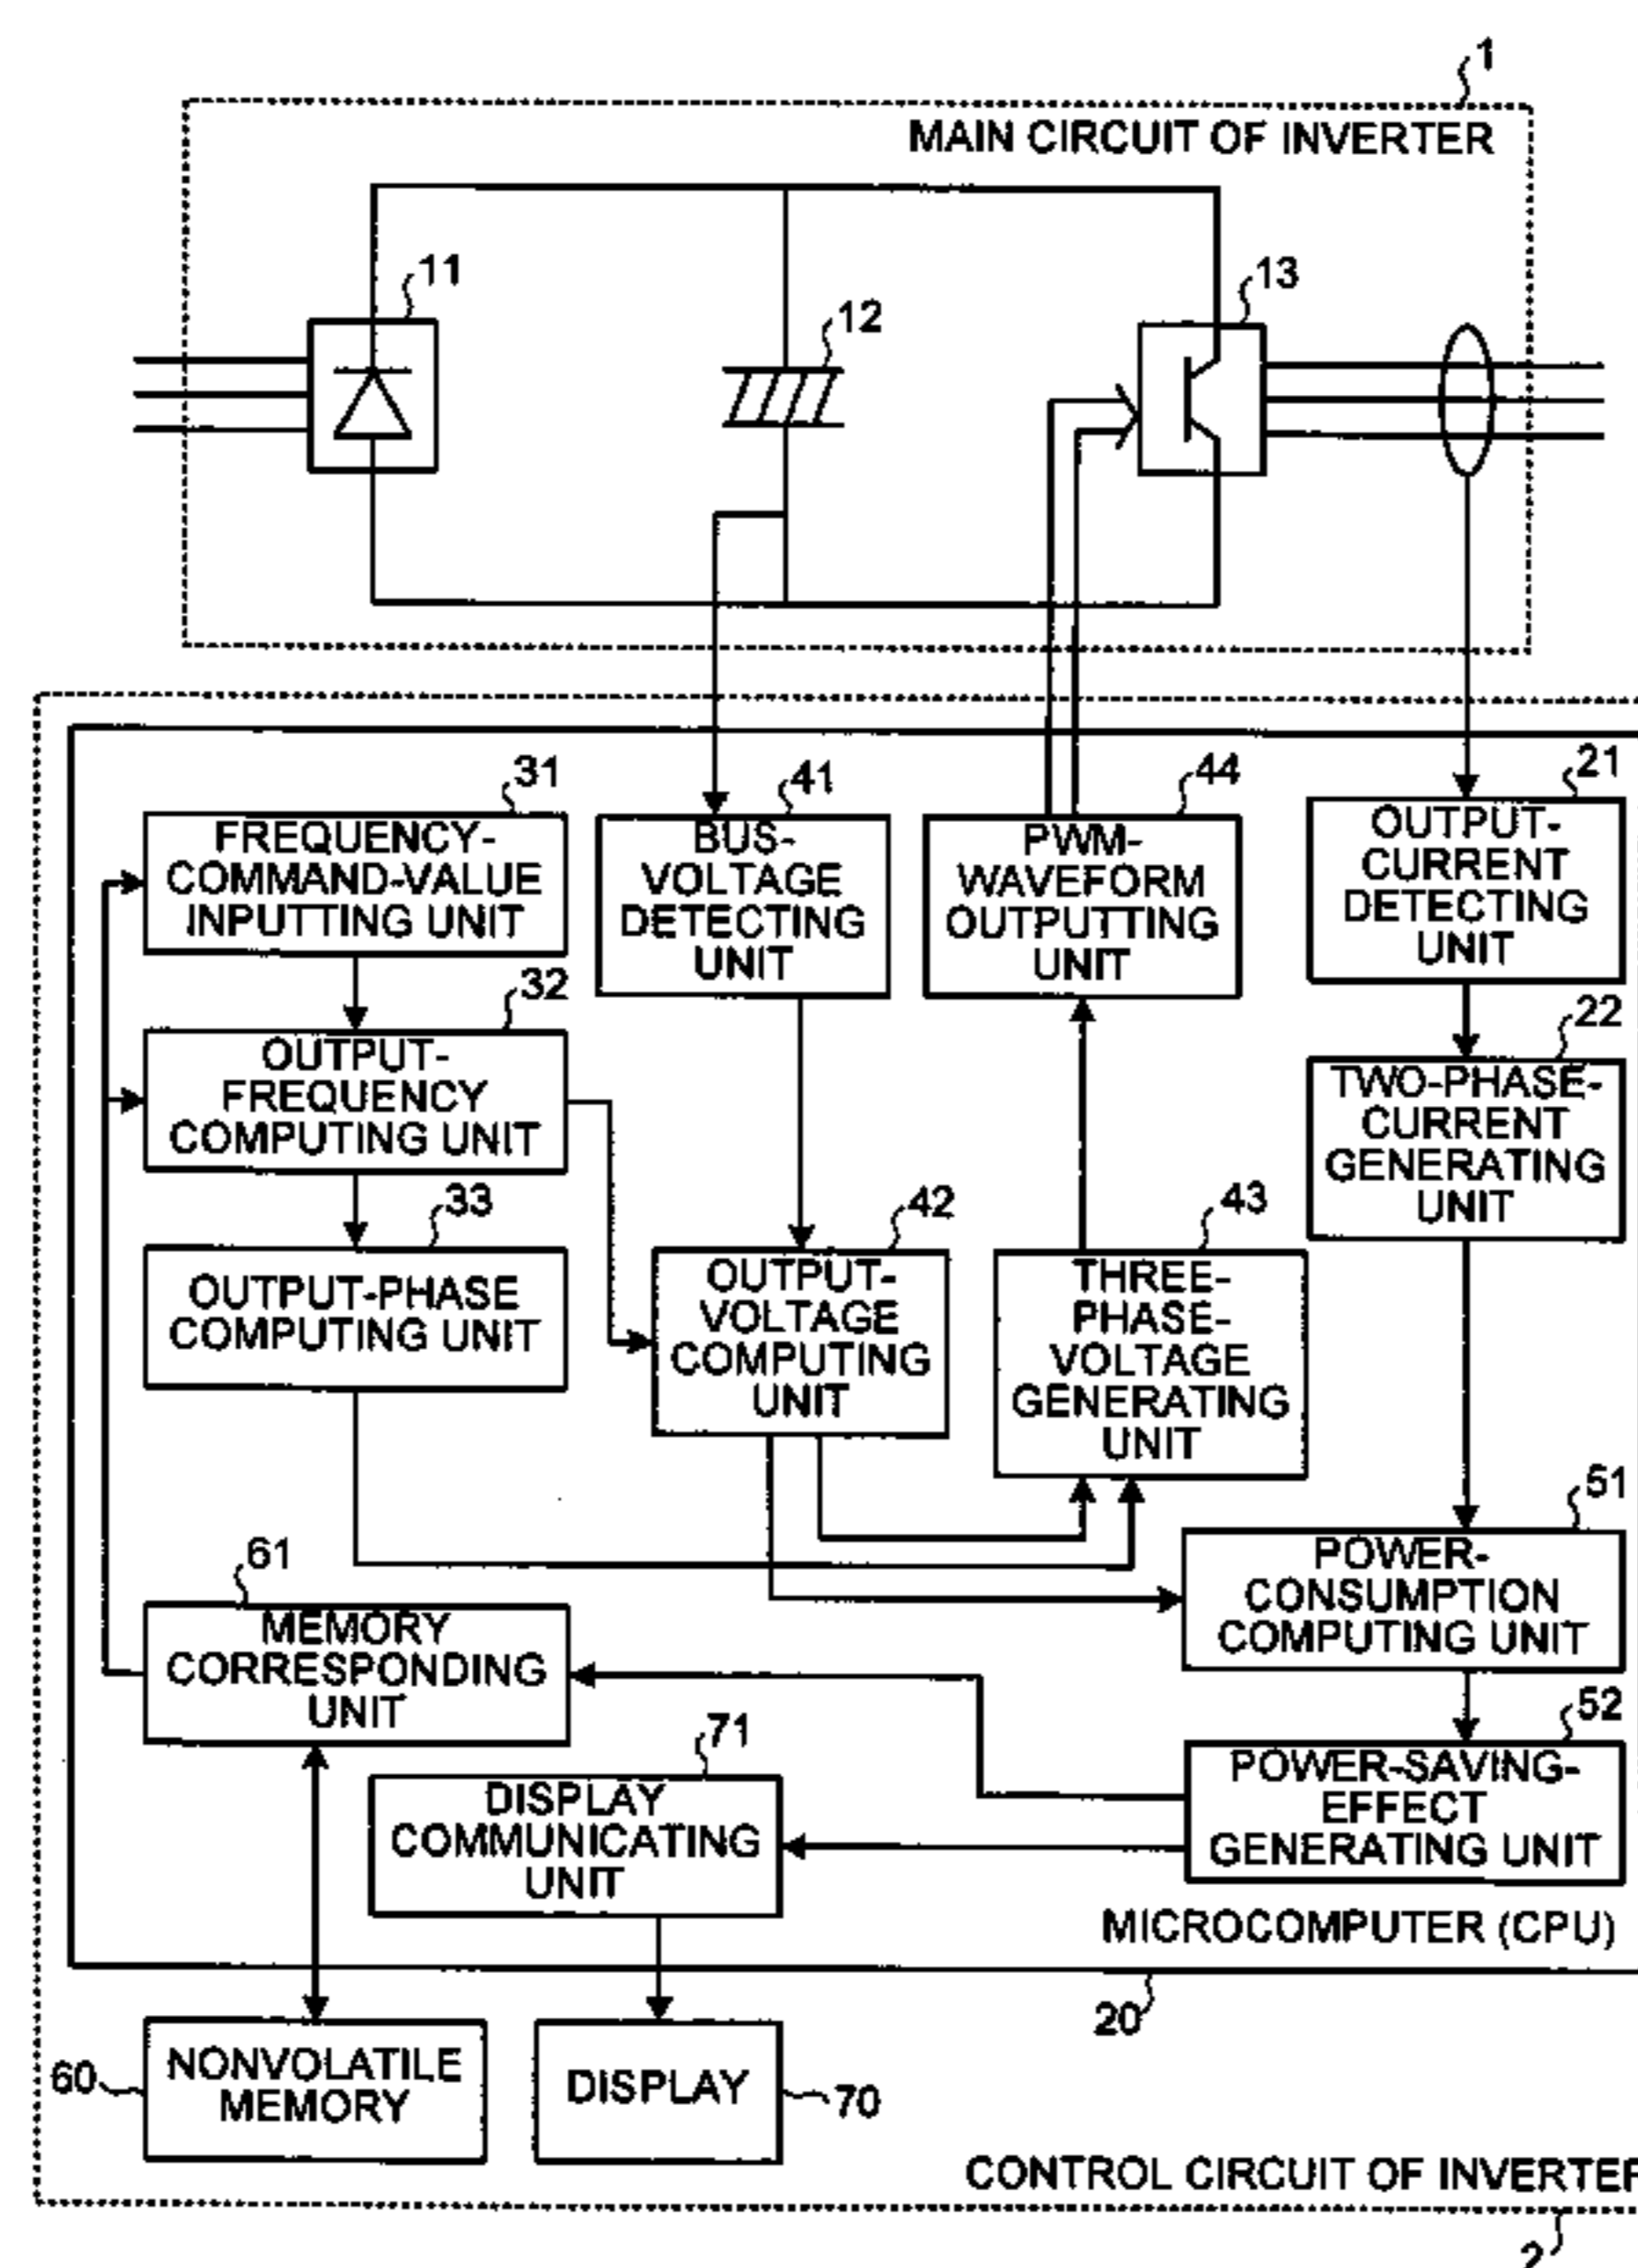 1
MAIN CIRCUIT OF INVERTER
11
12
13
31
FREQUENCY-
COMMAND-VALUE
INPUTTING UNIT
41
BUS-
VOLTAGE
DETECTING
UNIT
44
PWM-
WAVEFORM
OUTPUTTING
UNIT
21
OUTPUT-
CURRENT
DETECTING
UNIT
32
OUTPUT-
FREQUENCY
COMPUTING UNIT
22
TWO-PHASE-
CURRENT
GENERATING
UNIT
33
OUTPUT-PHASE
COMPUTING UNIT
42
OUTPUT-
VOLTAGE
COMPUTING
UNIT
43
THREE-
PHASE-
VOLTAGE
GENERATING
UNIT
51
POWER-
CONSUMPTION
COMPUTING UNIT
61
MEMORY
CORRESPONDING
UNIT
52
POWER-SAVING-
EFFECT
GENERATING UNIT
71
DISPLAY
COMMUNICATING
UNIT
MICROCOMPUTER (CPU)
20
60
NONVOLATILE
MEMORY
DISPLAY
70
CONTROL CIRCUIT OF INVERTER
2